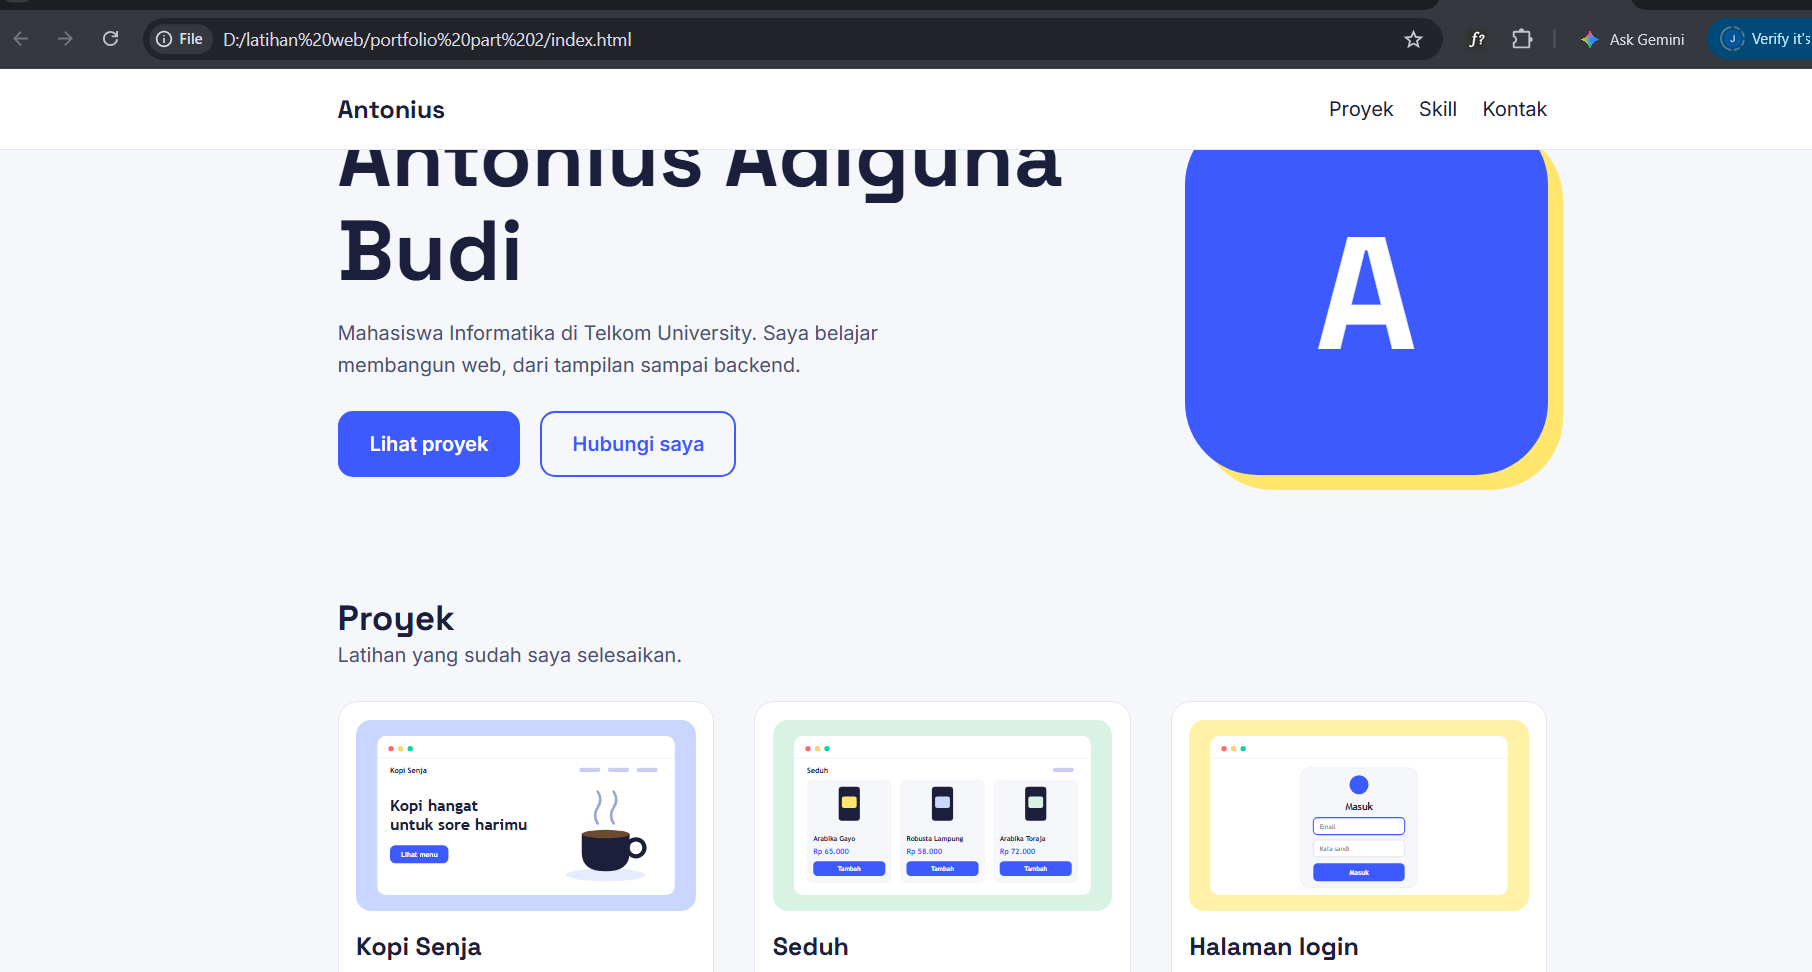 File D:/latihan%20web/portfolio%20part%202/index.html f? Ask Gemini J Verify it's
Antonius Proyek Skill Kontak
Antonius Adiguna
Budi
A
Mahasiswa Informatika di Telkom University. Saya belajar
membangun web, dari tampilan sampai backend.
Lihat proyek Hubungi saya
Proyek
Latihan yang sudah saya selesaikan.
Kopi Senja
Kopi hangat
untuk sore harimu
Lihat menu
Seduh
Arabika Gayo Robusta Lampung Arabika Toraja
Rp 65.000 Rp 58.000 Rp 72.000
Tambah Tambah Tambah
Masuk
Email
Kata sandi
Masuk
Kopi Senja Seduh Halaman login